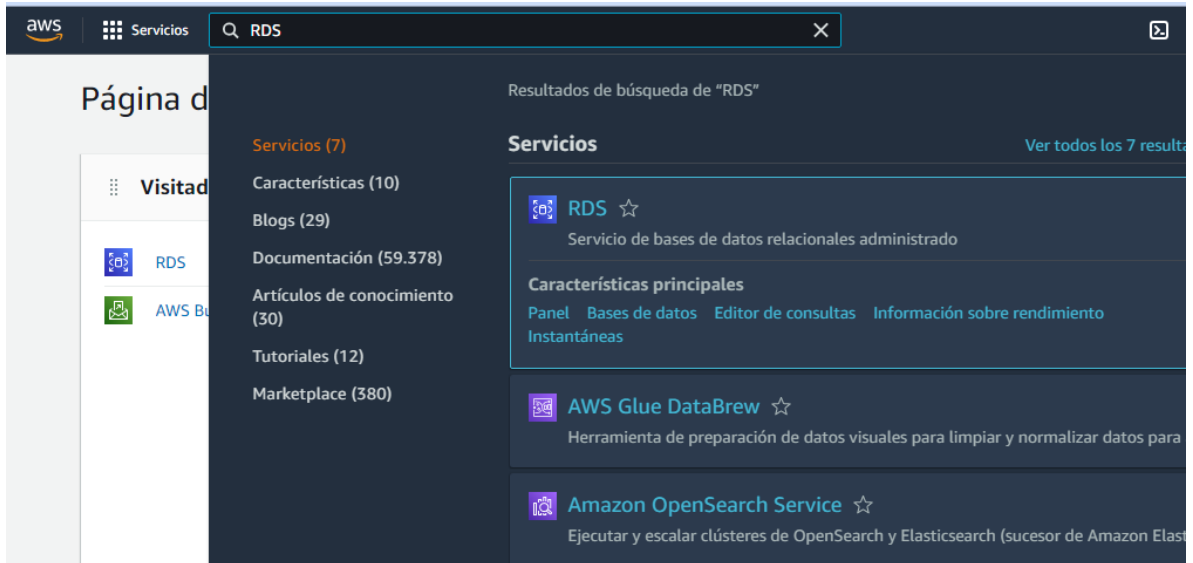 aws
Servicios
RDS
Página d
Visitad
RDS
AWS Bu
Resultados de búsqueda de “RDS”
Servicios (7)
Características (10)
Blogs (29)
Documentación (59.378)
Artículos de conocimiento
(30)
Tutoriales (12)
Marketplace (380)
Servicios
Ver todos los 7 resulta
RDS
Servicio de bases de datos relacionales administrado
Características principales
Panel Bases de datos Editor de consultas Información sobre rendimiento
Instantáneas
AWS Glue DataBrew
Herramienta de preparación de datos visuales para limpiar y normalizar datos para
Amazon OpenSearch Service
Ejecutar y escalar clústeres de OpenSearch y Elasticsearch (sucesor de Amazon Elast